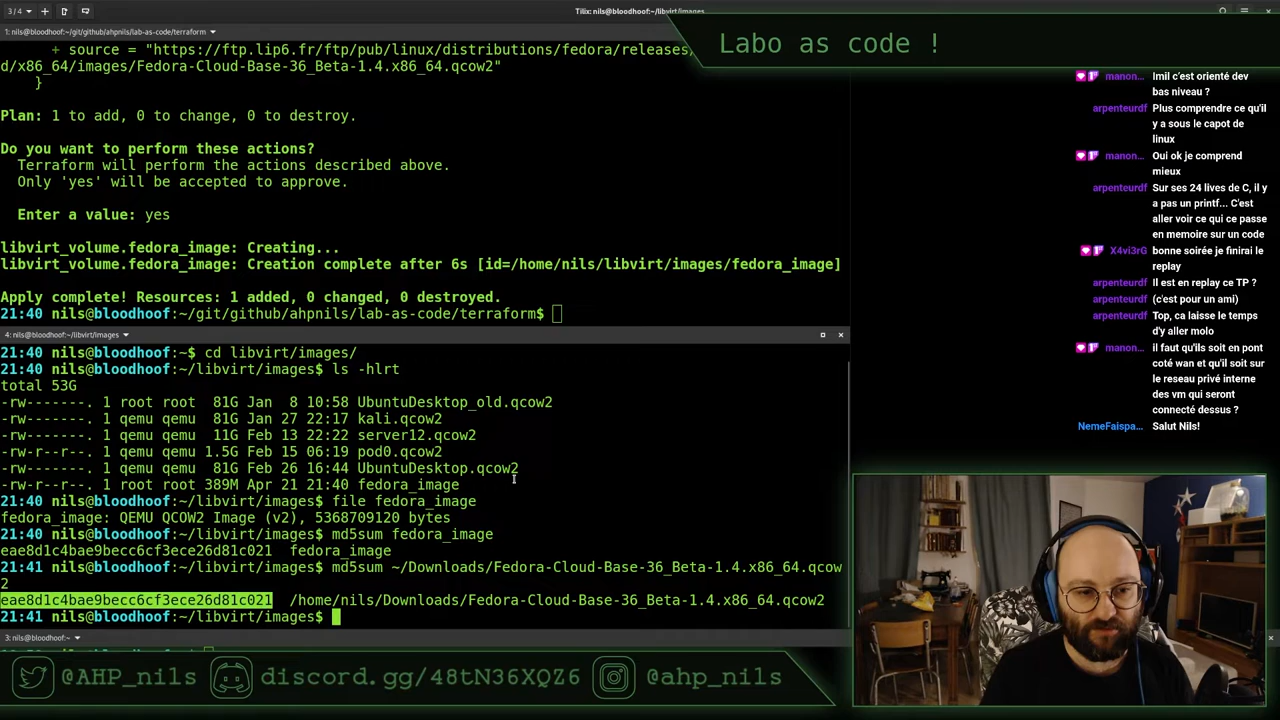 3 / 4
Tilix: nils@bloodhoof:~/libvirt/images
1: nils@bloodhoof:~/git/github/ahpnils/lab-as-code/terraform
+ source = "https://ftp.lip6.fr/ftp/pub/linux/distributions/fedora/releases/
d/x86_64/images/Fedora-Cloud-Base-36_Beta-1.4.x86_64.qcow2"
}
Plan: 1 to add, 0 to change, 0 to destroy.
Do you want to perform these actions?
Terraform will perform the actions described above.
Only 'yes' will be accepted to approve.
Enter a value: yes
libvirt_volume.fedora_image: Creating...
libvirt_volume.fedora_image: Creation complete after 6s [id=/home/nils/libvirt/images/fedora_image]
Apply complete! Resources: 1 added, 0 changed, 0 destroyed.
21:40 nils@bloodhoof:~/git/github/ahpnils/lab-as-code/terraform$
4: nils@bloodhoof:~/libvirt/images
21:40 nils@bloodhoof:~$ cd libvirt/images/
21:40 nils@bloodhoof:~/libvirt/images$ ls -hlrt
total 53G
-rw-------. 1 root root  81G Jan  8 10:58 UbuntuDesktop_old.qcow2
-rw-------. 1 qemu qemu  81G Jan 27 22:17 kali.qcow2
-rw-------. 1 qemu qemu  11G Feb 13 22:22 server12.qcow2
-rw-r--r--. 1 qemu qemu 1.5G Feb 15 06:19 pod0.qcow2
-rw-------. 1 qemu qemu  81G Feb 26 16:44 UbuntuDesktop.qcow2
-rw-r--r--. 1 root root 389M Apr 21 21:40 fedora_image
21:40 nils@bloodhoof:~/libvirt/images$ file fedora_image
fedora_image: QEMU QCOW2 Image (v2), 5368709120 bytes
21:40 nils@bloodhoof:~/libvirt/images$ md5sum fedora_image
eae8d1c4bae9becc6cf3ece26d81c021  fedora_image
21:41 nils@bloodhoof:~/libvirt/images$ md5sum ~/Downloads/Fedora-Cloud-Base-36_Beta-1.4.x86_64.qcow
2
eae8d1c4bae9becc6cf3ece26d81c021  /home/nils/Downloads/Fedora-Cloud-Base-36_Beta-1.4.x86_64.qcow2
21:41 nils@bloodhoof:~/libvirt/images$
3: nils@bloodhoof:~
Labo as code !
manon... Imil c'est orienté dev
bas niveau ?
arpenteurdf Plus comprendre ce qu'il
y a sous le capot de
linux
manon... Oui ok je comprend
mieux
arpenteurdf Sur ses 24 lives de C, il y
a pas un printf... C'est
aller voir ce qui ce passe
en memoire sur un code
X4vi3rG bonne soirée je finirai le
replay
arpenteurdf Il est en replay ce TP ?
arpenteurdf (c'est pour un ami)
arpenteurdf Top, ca laisse le temps
d'y aller molo
manon... il faut qu'ils soit en pont
coté wan et qu'il soit sur
le reseau privé interne
des vm qui seront
connecté dessus ?
NemeFaispa... Salut Nils!
@AHP_nils
discord.gg/48tN36XQZ6
@ahp_nils